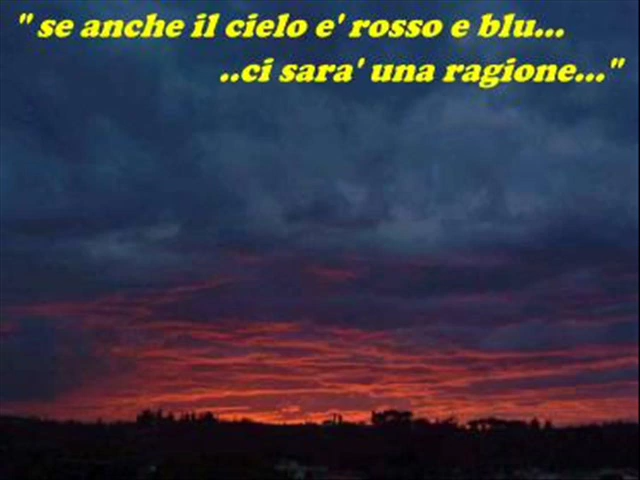 " se anche il cielo e' rosso e blu...
..ci sara' una ragione..."